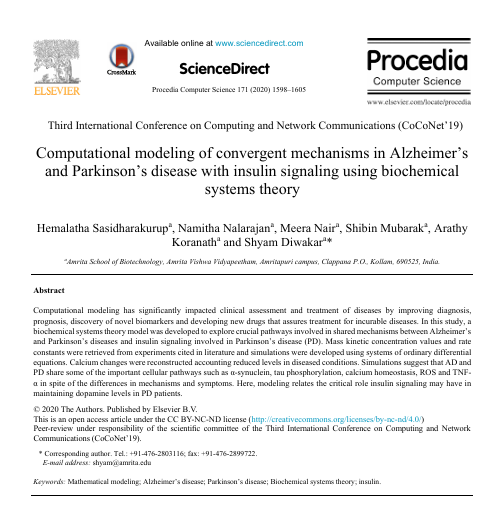 Available online at www.sciencedirect.com
ScienceDirect
Procedia Computer Science 171 (2020) 1598–1605
ELSEVIER
CrossMark
Procedia
Computer Science
www.elsevier.com/locate/procedia
Third International Conference on Computing and Network Communications (CoCoNet'19)
Computational modeling of convergent mechanisms in Alzheimer's
and Parkinson's disease with insulin signaling using biochemical
systems theory
Hemalatha Sasidharakurupa, Namitha Nalarajana, Meera Naira, Shibin Mubaraka, Arathy
Koranatha and Shyam Diwakara*
aAmrita School of Biotechnology, Amrita Vishwa Vidyapeetham, Amritapuri campus, Clappana P.O., Kollam, 690525, India.
Abstract
Computational modeling has significantly impacted clinical assessment and treatment of diseases by improving diagnosis,
prognosis, discovery of novel biomarkers and developing new drugs that assures treatment for incurable diseases. In this study, a
biochemical systems theory model was developed to explore crucial pathways involved in shared mechanisms between Alzheimer's
and Parkinson's diseases and insulin signaling involved in Parkinson's disease (PD). Mass kinetic concentration values and rate
constants were retrieved from experiments cited in literature and simulations were developed using systems of ordinary differential
equations. Calcium changes were reconstructed accounting reduced levels in diseased conditions. Simulations suggest that AD and
PD share some of the important cellular pathways such as α-synuclein, tau phosphorylation, calcium homeostasis, ROS and TNF-
α in spite of the differences in mechanisms and symptoms. Here, modeling relates the critical role insulin signaling may have in
maintaining dopamine levels in PD patients.
© 2020 The Authors. Published by Elsevier B.V.
This is an open access article under the CC BY-NC-ND license (http://creativecommons.org/licenses/by-nc-nd/4.0/)
Peer-review under responsibility of the scientific committee of the Third International Conference on Computing and Network
Communications (CoCoNet'19).
* Corresponding author. Tel.: +91-476-2803116; fax: +91-476-2899722.
E-mail address: shyam@amrita.edu
Keywords: Mathematical modeling; Alzheimer's disease; Parkinson's disease; Biochemical systems theory; insulin.